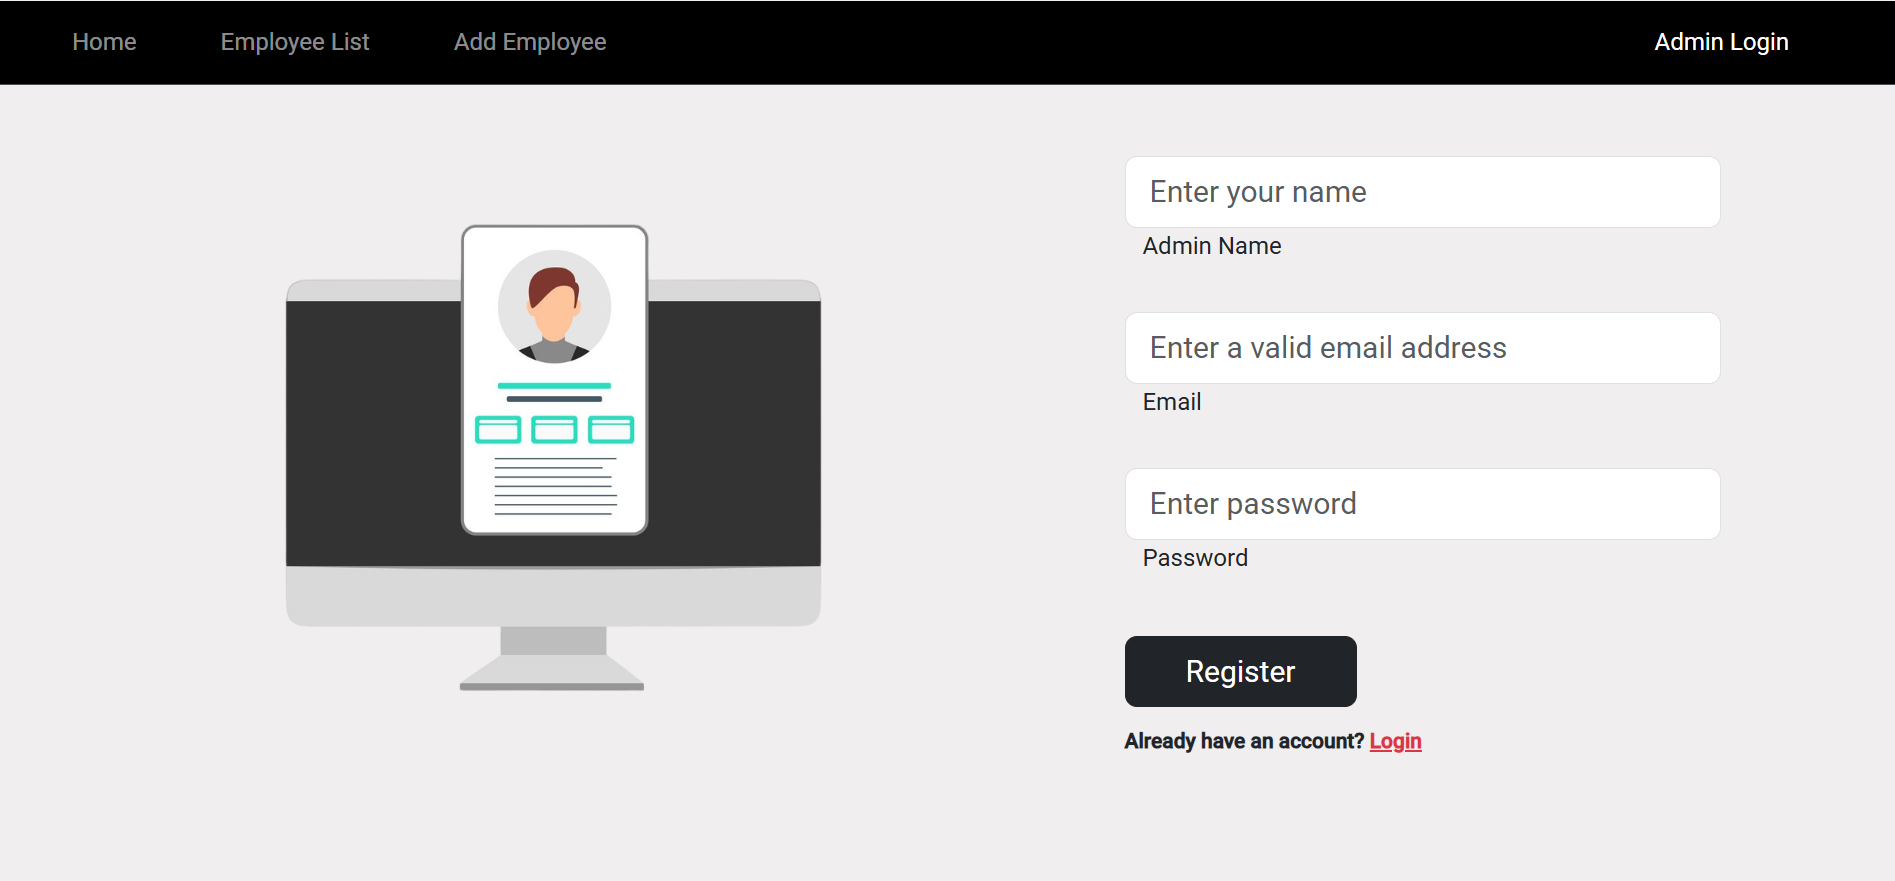 Home Employee List Add Employee Admin Login
Enter your name
Admin Name
Enter a valid email address
Email
Enter password
Password
Register
Already have an account? Login